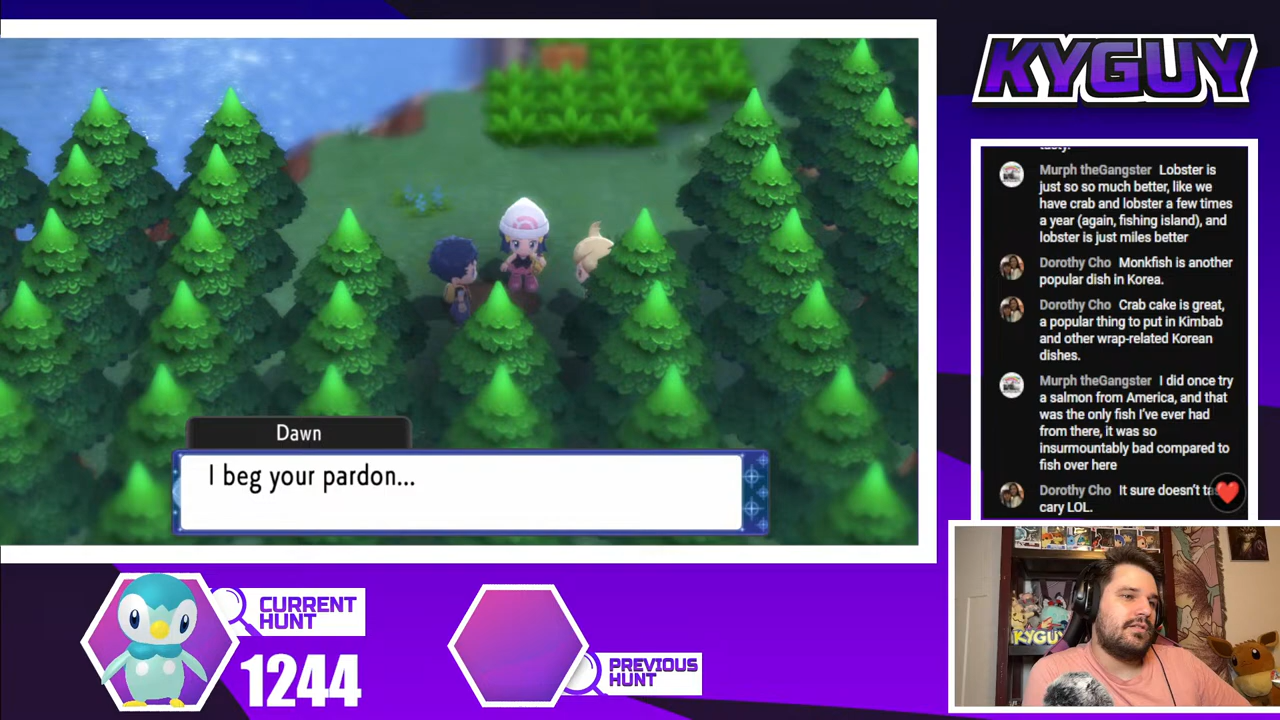 KYGUY
tasty.
Murph theGangster Lobster is
just so so much better, like we
have crab and lobster a few times
a year (again, fishing island), and
lobster is just miles better
Dorothy Cho Monkfish is another
popular dish in Korea.
Dorothy Cho Crab cake is great,
a popular thing to put in Kimbab
and other wrap-related Korean
dishes.
Murph theGangster I did once try
a salmon from America, and that
was the only fish I've ever had
from there, it was so
insurmountably bad compared to
fish over here
Dorothy Cho It sure doesn't
cary LOL.
Dawn
I beg your pardon...
CURRENT
HUNT
1244
PREVIOUS
HUNT
KYGUY